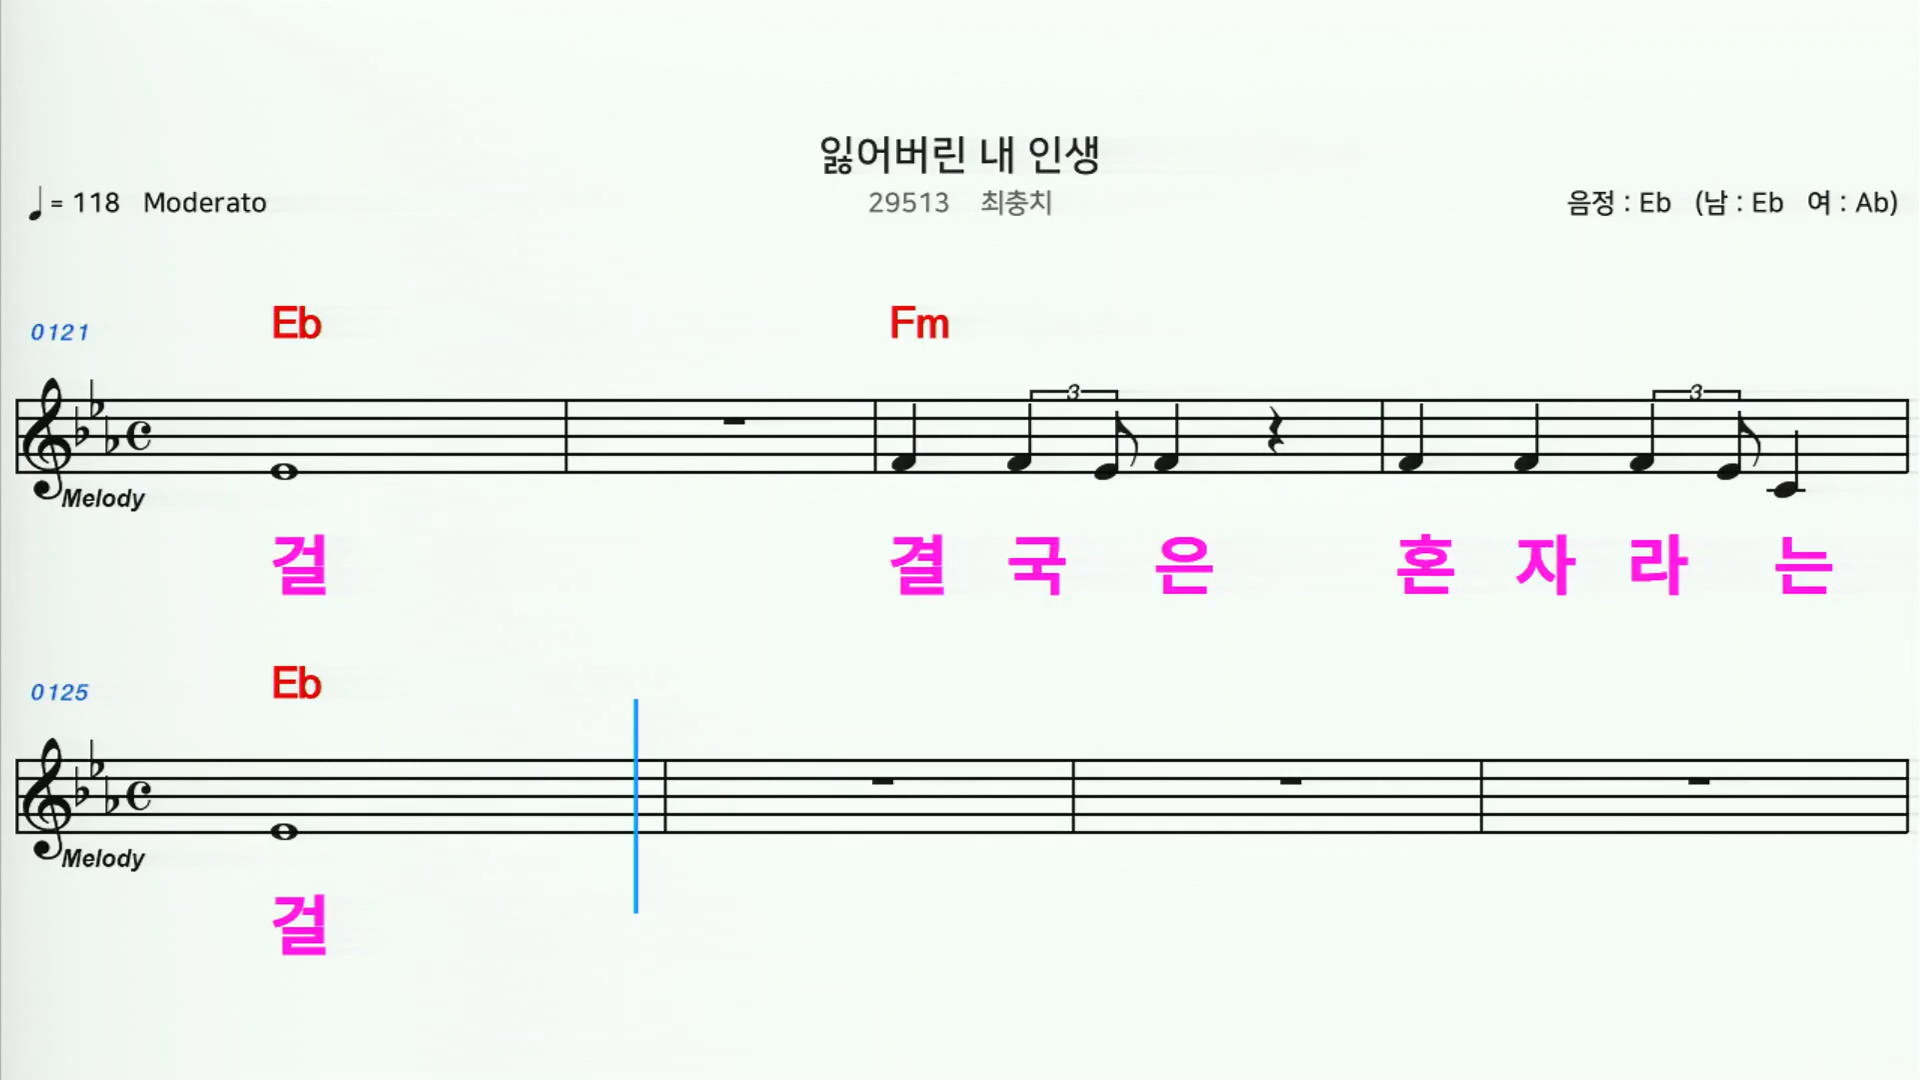 잃어버린 내 인생
♩= 118 Moderato
29513 최충치
음정 : Eb (남 : Eb 여 : Ab)
0121 Eb Fm
3 3
Melody
걸 결 국 은 혼 자 라 는
0125 Eb
Melody
걸